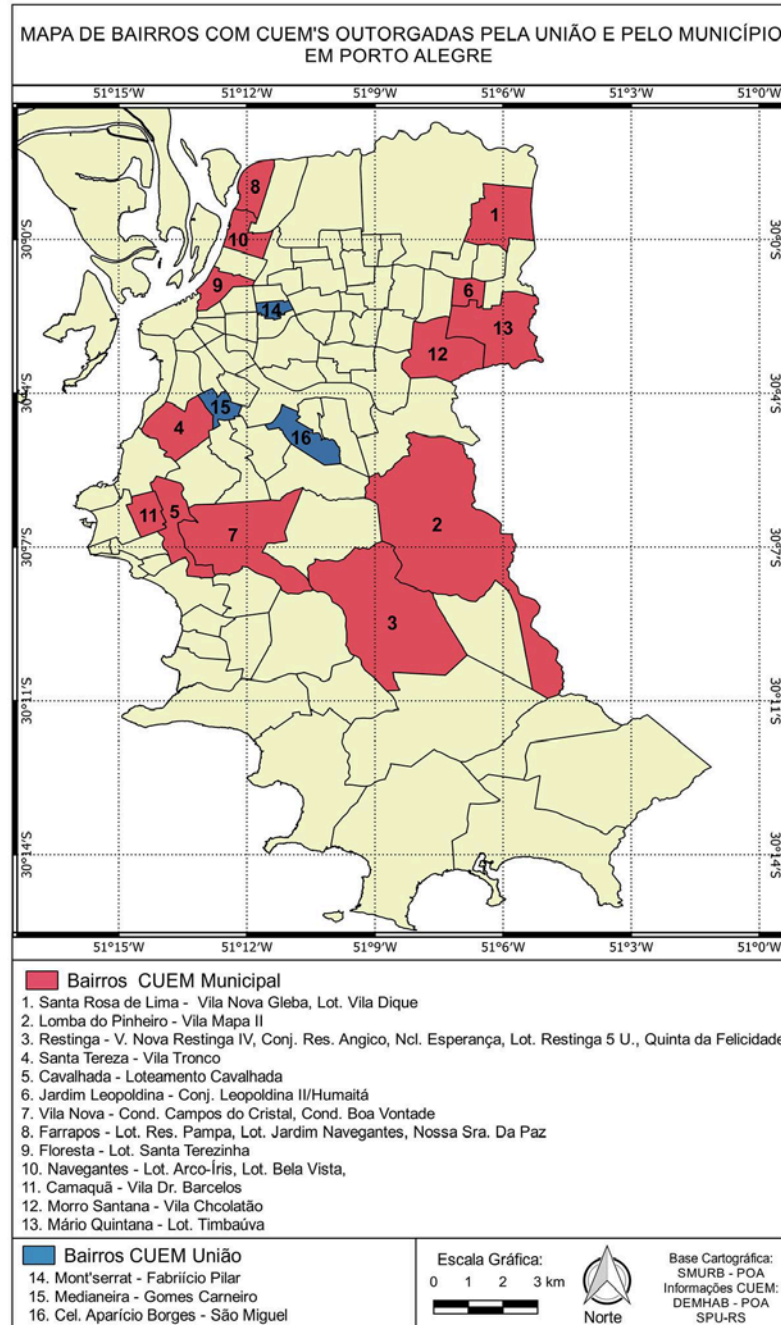 MAPA DE BAIRROS COM CUEM'S OUTORGADAS PELA UNIÃO E PELO MUNICÍPIO
EM PORTO ALEGRE
51°15'W 51°12'W 51°9'W 51°6'W 51°3'W 51°0'W
8
1
30°0'S 30°0'S
10
9
6
14
13
12
30°4'S 30°4'S
15
4
16
11
5
7
2
30°7'S 30°7'S
3
30°11'S 30°11'S
30°14'S 30°14'S
51°15'W 51°12'W 51°9'W 51°6'W 51°3'W 51°0'W
Bairros CUEM Municipal
1. Santa Rosa de Lima - Vila Nova Gleba, Lot. Vila Dique
2. Lomba do Pinheiro - Vila Mapa II
3. Restinga - V. Nova Restinga IV, Conj. Res. Angico, Ncl. Esperança, Lot. Restinga 5 U., Quinta da Felicidade
4. Santa Tereza - Vila Tronco
5. Cavalhada - Loteamento Cavalhada
6. Jardim Leopoldina - Conj. Leopoldina II/Humaitá
7. Vila Nova - Cond. Campos do Cristal, Cond. Boa Vontade
8. Farrapos - Lot. Res. Pampa, Lot. Jardim Navegantes, Nossa Sra. Da Paz
9. Floresta - Lot. Santa Terezinha
10. Navegantes - Lot. Arco-Íris, Lot. Bela Vista,
11. Camaquã - Vila Dr. Barcelos
12. Morro Santana - Vila Chcolatão
13. Mário Quintana - Lot. Timbaúva
Bairros CUEM União
14. Mont'serrat - Fabriício Pilar
15. Medianeira - Gomes Carneiro
16. Cel. Aparício Borges - São Miguel
Escala Gráfica:
0 1 2 3 km
Norte
Base Cartográfica:
SMURB - POA
Informações CUEM:
DEMHAB - POA
SPU-RS